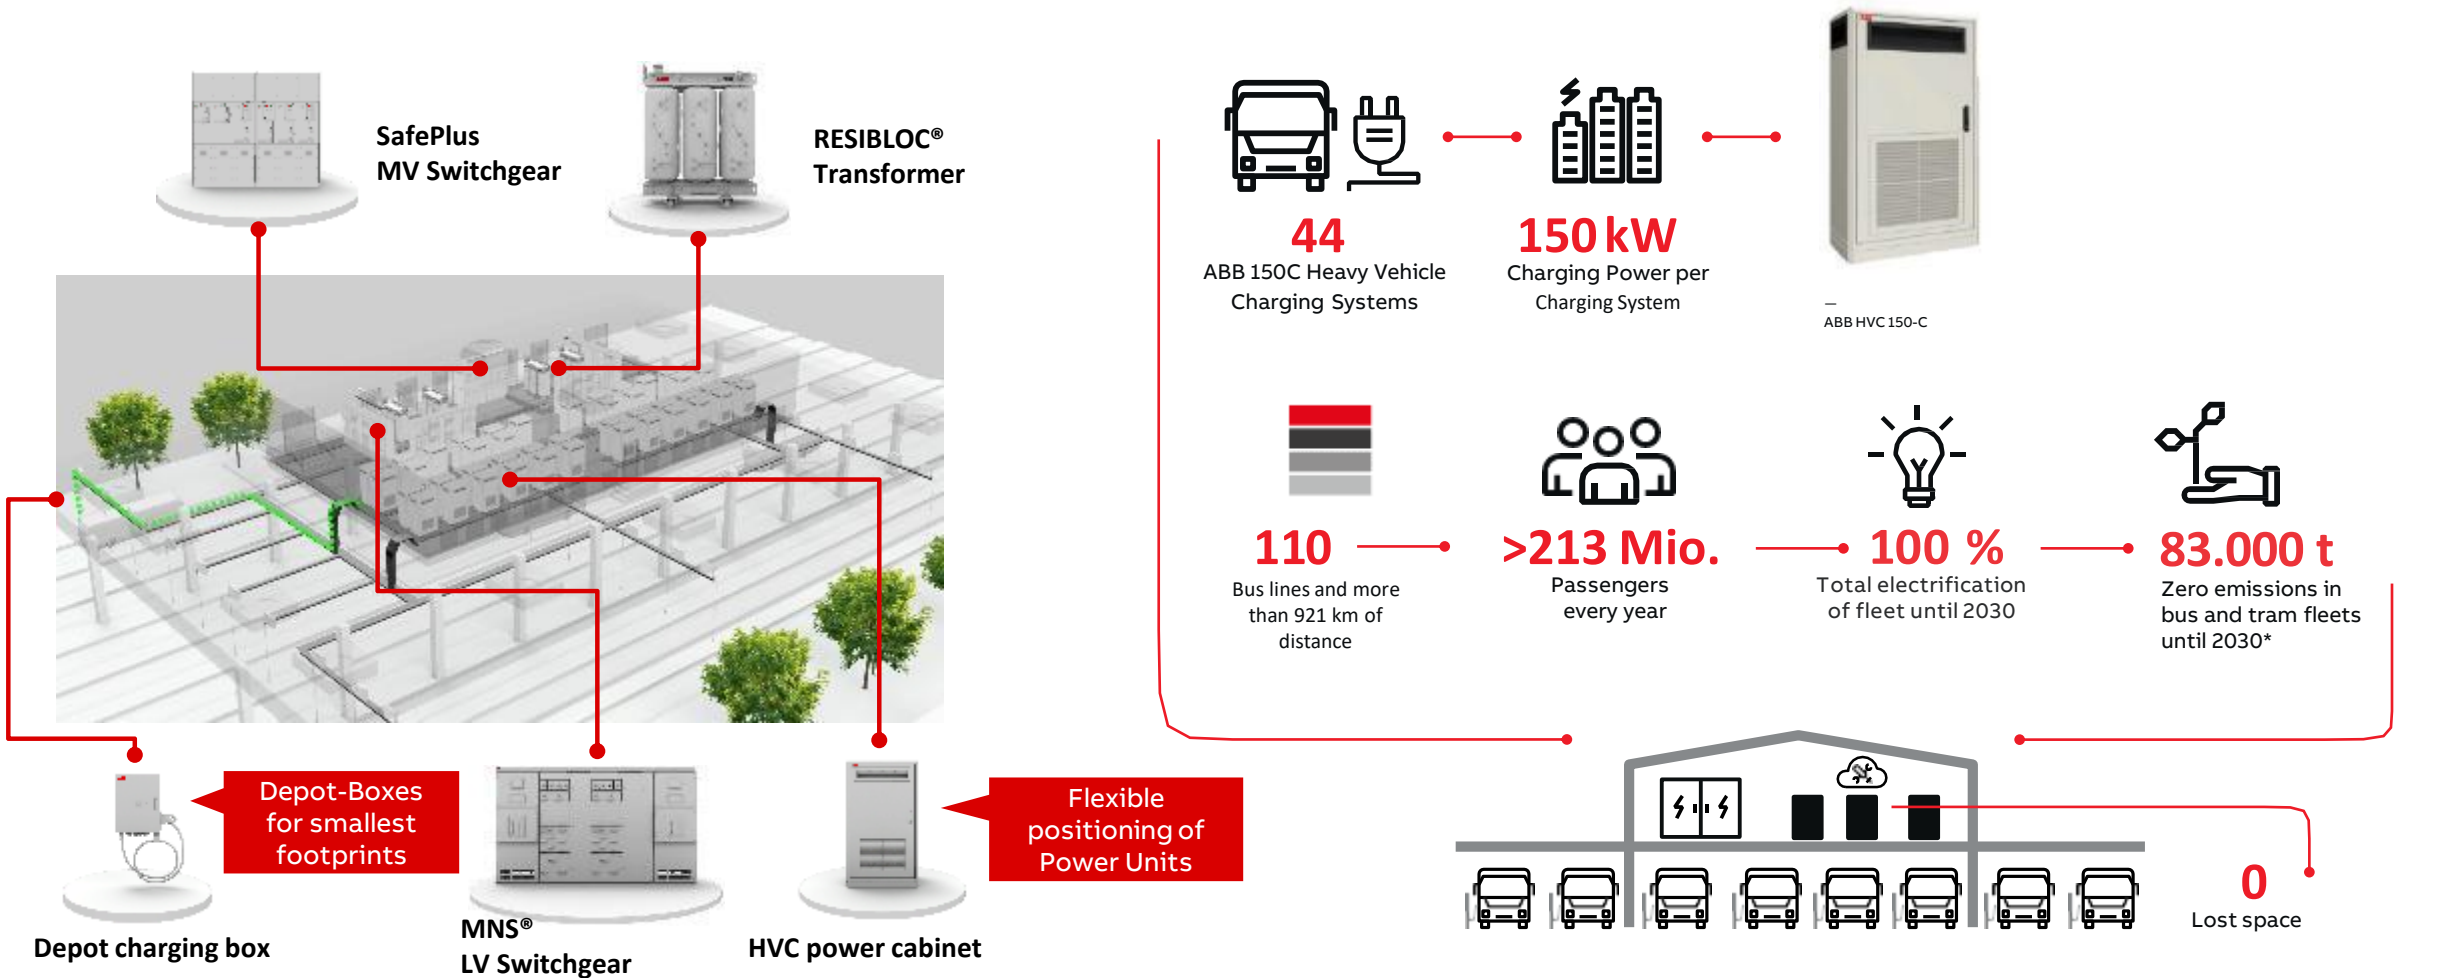 SafePlus
MV Switchgear
RESIBLOC®
Transformer
Depot-Boxes
for smallest
footprints
Flexible
positioning of
Power Units
Depot charging box
MNS®
LV Switchgear
HVC power cabinet
44
ABB 150C Heavy Vehicle
Charging Systems
150 kW
Charging Power per
Charging System
—
ABB HVC 150-C
110
Bus lines and more
than 921 km of
distance
>213 Mio.
Passengers
every year
100 %
Total electrification
of fleet until 2030
83.000 t
Zero emissions in
bus and tram fleets
until 2030*
0
Lost space